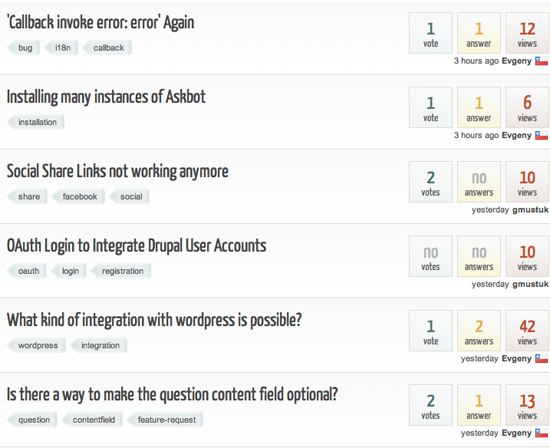 'Callback invoke error: error' Again
1 1 12
bug i18n callback
vote answer views
3 hours ago Evgeny
Installing many instances of Askbot
1 1 6
installation
vote answer views
3 hours ago Evgeny
Social Share Links not working anymore
2 no 10
share facebook social
votes answers views
yesterday gmustuk
OAuth Login to Integrate Drupal User Accounts
no no 10
oauth login registration
votes answers views
yesterday gmustuk
What kind of integration with wordpress is possible?
1 2 42
wordpress integration
vote answers views
yesterday Evgeny
Is there a way to make the question content field optional?
2 1 13
question contentfield feature-request
votes answer views
yesterday Evgeny